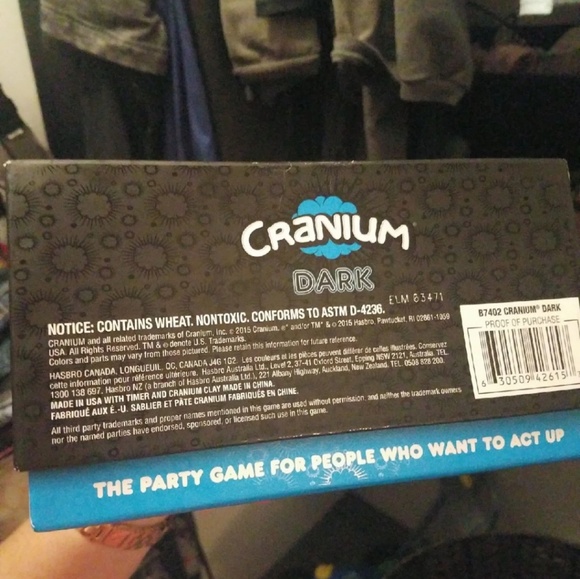 CRANIUM
DARK
ELM 83471
NOTICE: CONTAINS WHEAT. NONTOXIC. CONFORMS TO ASTM D-4236.
CRANIUM and all related trademarks of Cranium, Inc. © 2015 Cranium, ® and/or TM* & © 2015 Hasbro, Pawtucket, RI 02861-1059
USA. All Rights Reserved. TM & ® denote U.S. Trademarks.
Colors and parts may vary from those pictured. Please retain this information for future reference.
HASBRO CANADA, LONGUEUIL, QC, CANADA J4G 1G2. Les couleurs et les pièces peuvent différer de celles illustrées. Conservez
cette information pour référence ultérieure. Hasbro Australia Ltd., Level 2, 37-41 Oxford Street, Epping NSW 2121, Australia. TEL
1300 138 697. Hasbro NZ (a branch of Hasbro Australia Ltd.), 221 Albany Highway, Auckland, New Zealand. TEL 0508 828 200.
MADE IN USA WITH TIMER AND CRANIUM CLAY MADE IN CHINA.
FABRIQUÉ AUX É.-U. SABLIER ET PÂTE CRANIUM FABRIQUÉS EN CHINE.
All third party trademarks and proper names mentioned in this game are used without permission, and neither the trademark owners
nor the named parties have endorsed, sponsored, or licensed such use in this game.
B7402 CRANIUM® DARK
PROOF OF PURCHASE
6 30509 42615
THE PARTY GAME FOR PEOPLE WHO WANT TO ACT UP